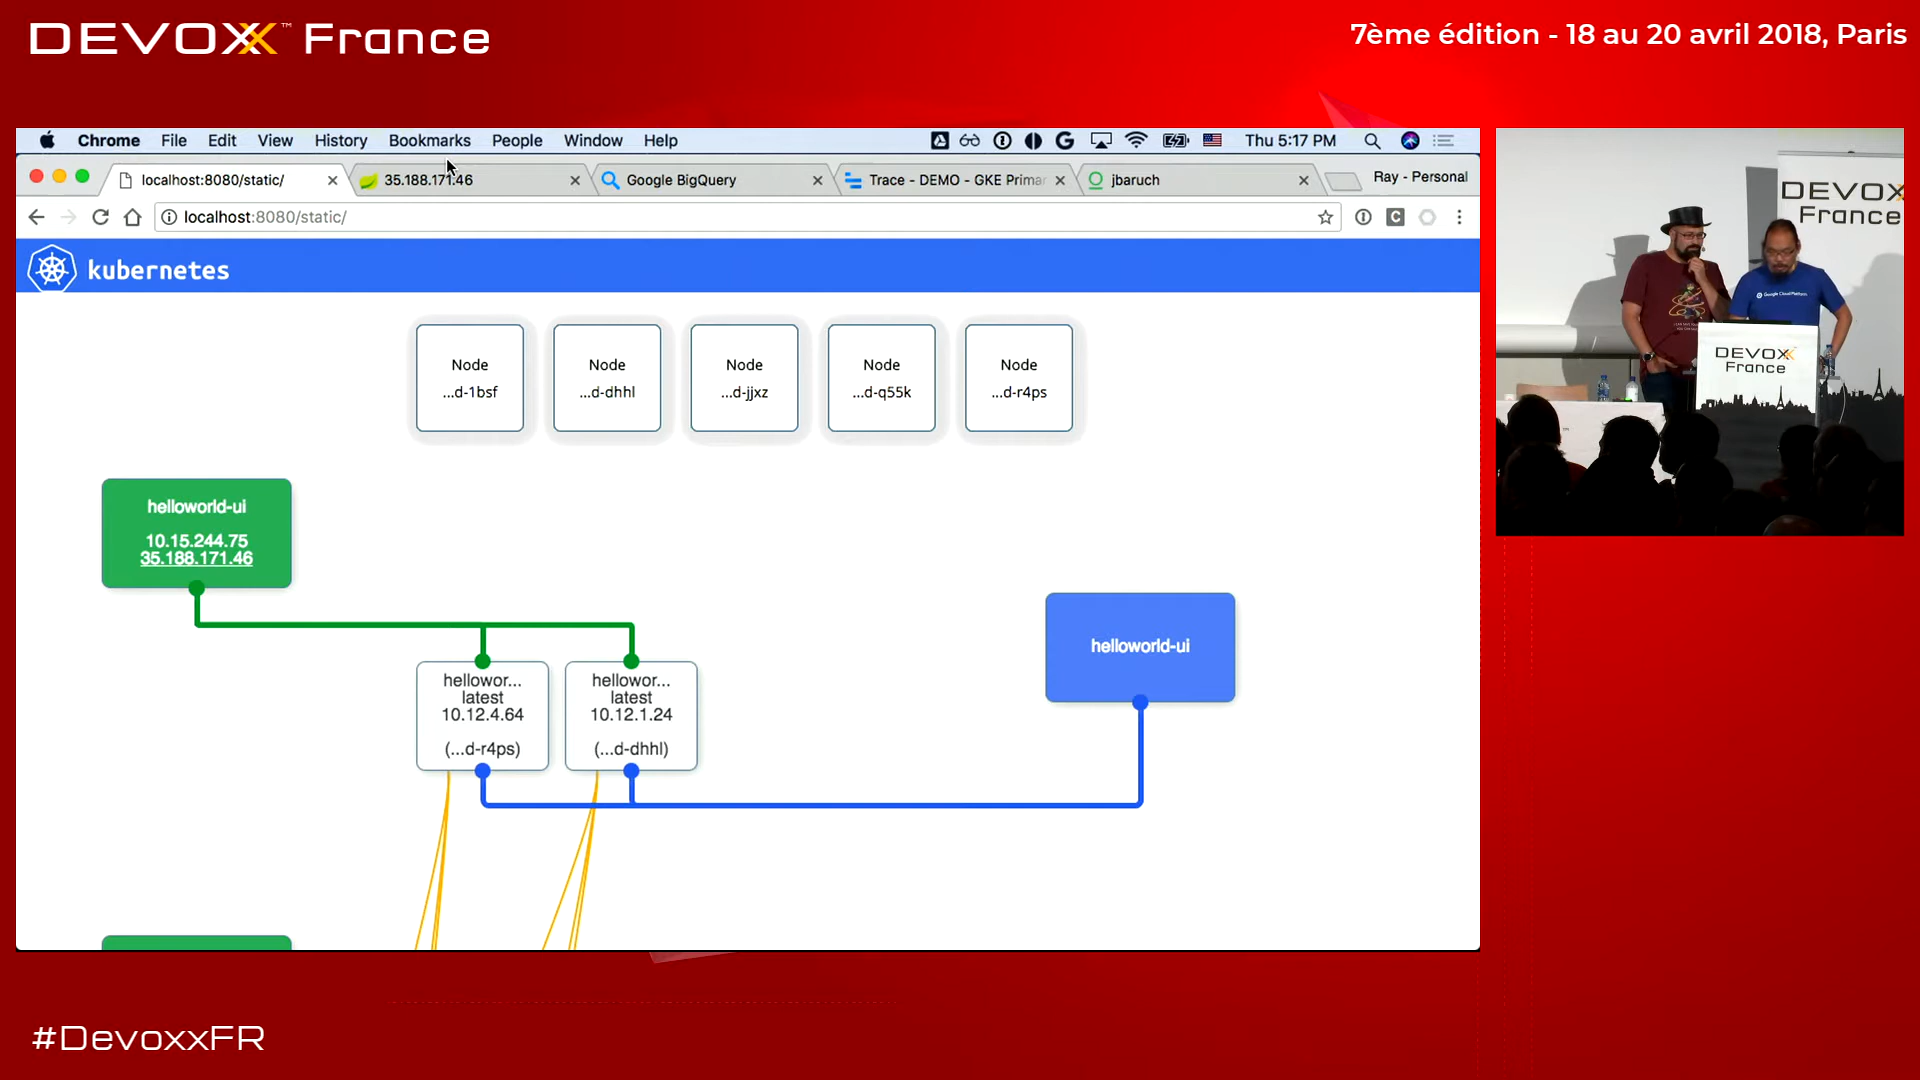 DEVOXX™ France
7ème édition - 18 au 20 avril 2018, Paris
Chrome File Edit View History Bookmarks People Window Help
Thu 5:17 PM
localhost:8080/static/
35.188.171.46
Google BigQuery
Trace - DEMO - GKE Primar
jbaruch
Ray - Personal
localhost:8080/static/
kubernetes
Node
...d-1bsf
Node
...d-dhhl
Node
...d-jjxz
Node
...d-q55k
Node
...d-r4ps
helloworld-ui
10.15.244.75
35.188.171.46
hellowor...
latest
10.12.4.64
(...d-r4ps)
hellowor...
latest
10.12.1.24
(...d-dhhl)
helloworld-ui
DEVOXX
France
Google Cloud Platform
DEVOXX
France
#DevoxxFR